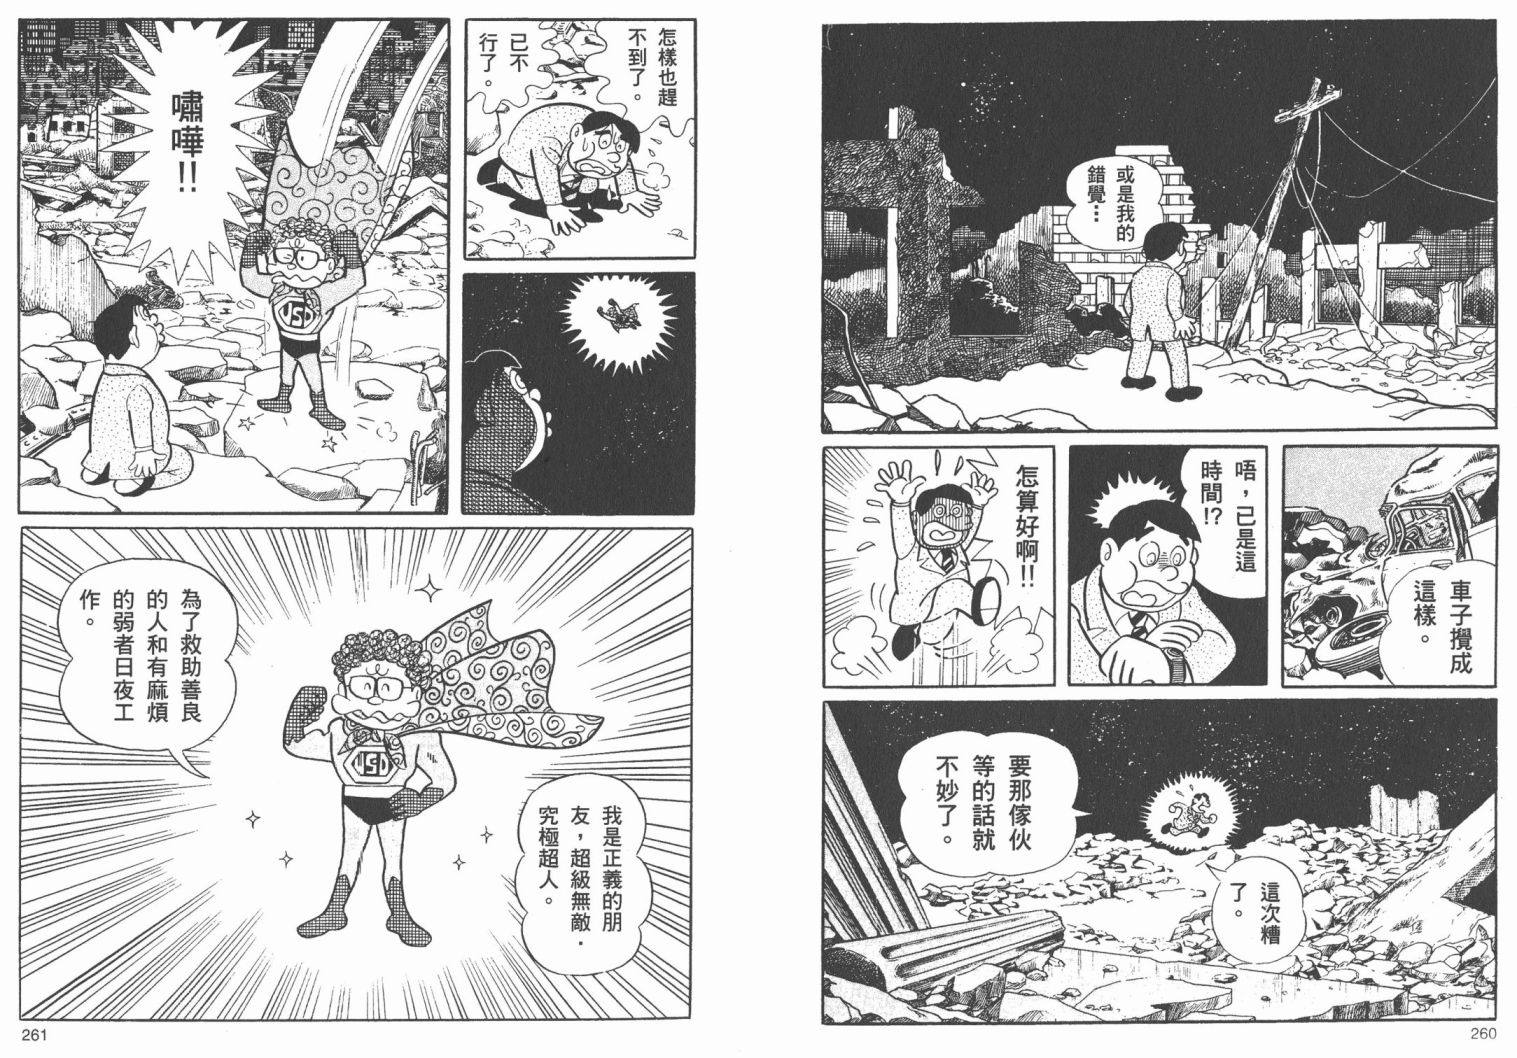 或是我的
錯覺…
車子攪成
這樣。
唔，已是這
時間!?
怎算好啊!!
要那傢伙
等的話就
不妙了。
這次糟
了。
260
怎樣也趕
不到了。
已不
行了。
嘯嘩!!
USD
為了救助善良
的人和有麻煩
的弱者日夜工
作。
USD
我是正義的朋
友，超級無敵．
究極超人。
261